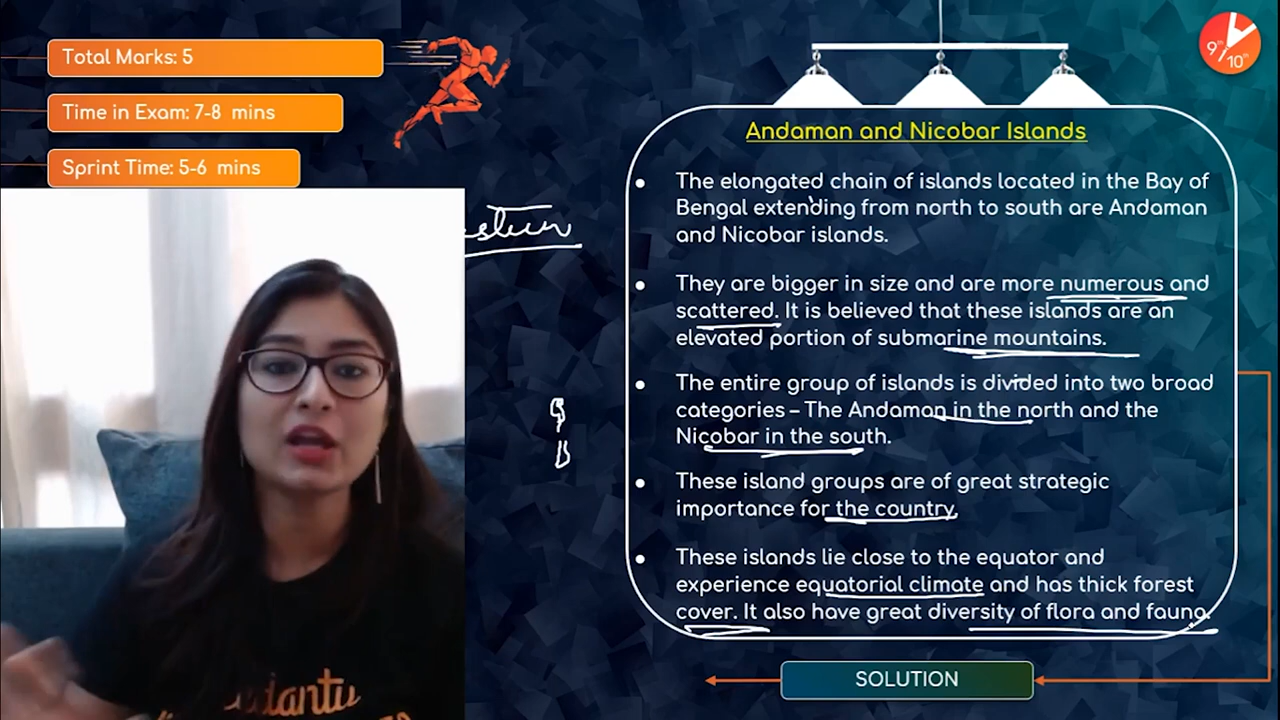 Total Marks: 5
Time in Exam: 7-8 mins
Sprint Time: 5-6 mins
9th
10th
Andaman and Nicobar Islands
• The elongated chain of islands located in the Bay of
Bengal extending from north to south are Andaman
and Nicobar islands.
• They are bigger in size and are more numerous and
scattered. It is believed that these islands are an
elevated portion of submarine mountains.
• The entire group of islands is divided into two broad
categories – The Andaman in the north and the
Nicobar in the south.
• These island groups are of great strategic
importance for the country.
• These islands lie close to the equator and
experience equatorial climate and has thick forest
cover. It also have great diversity of flora and fauna.
SOLUTION